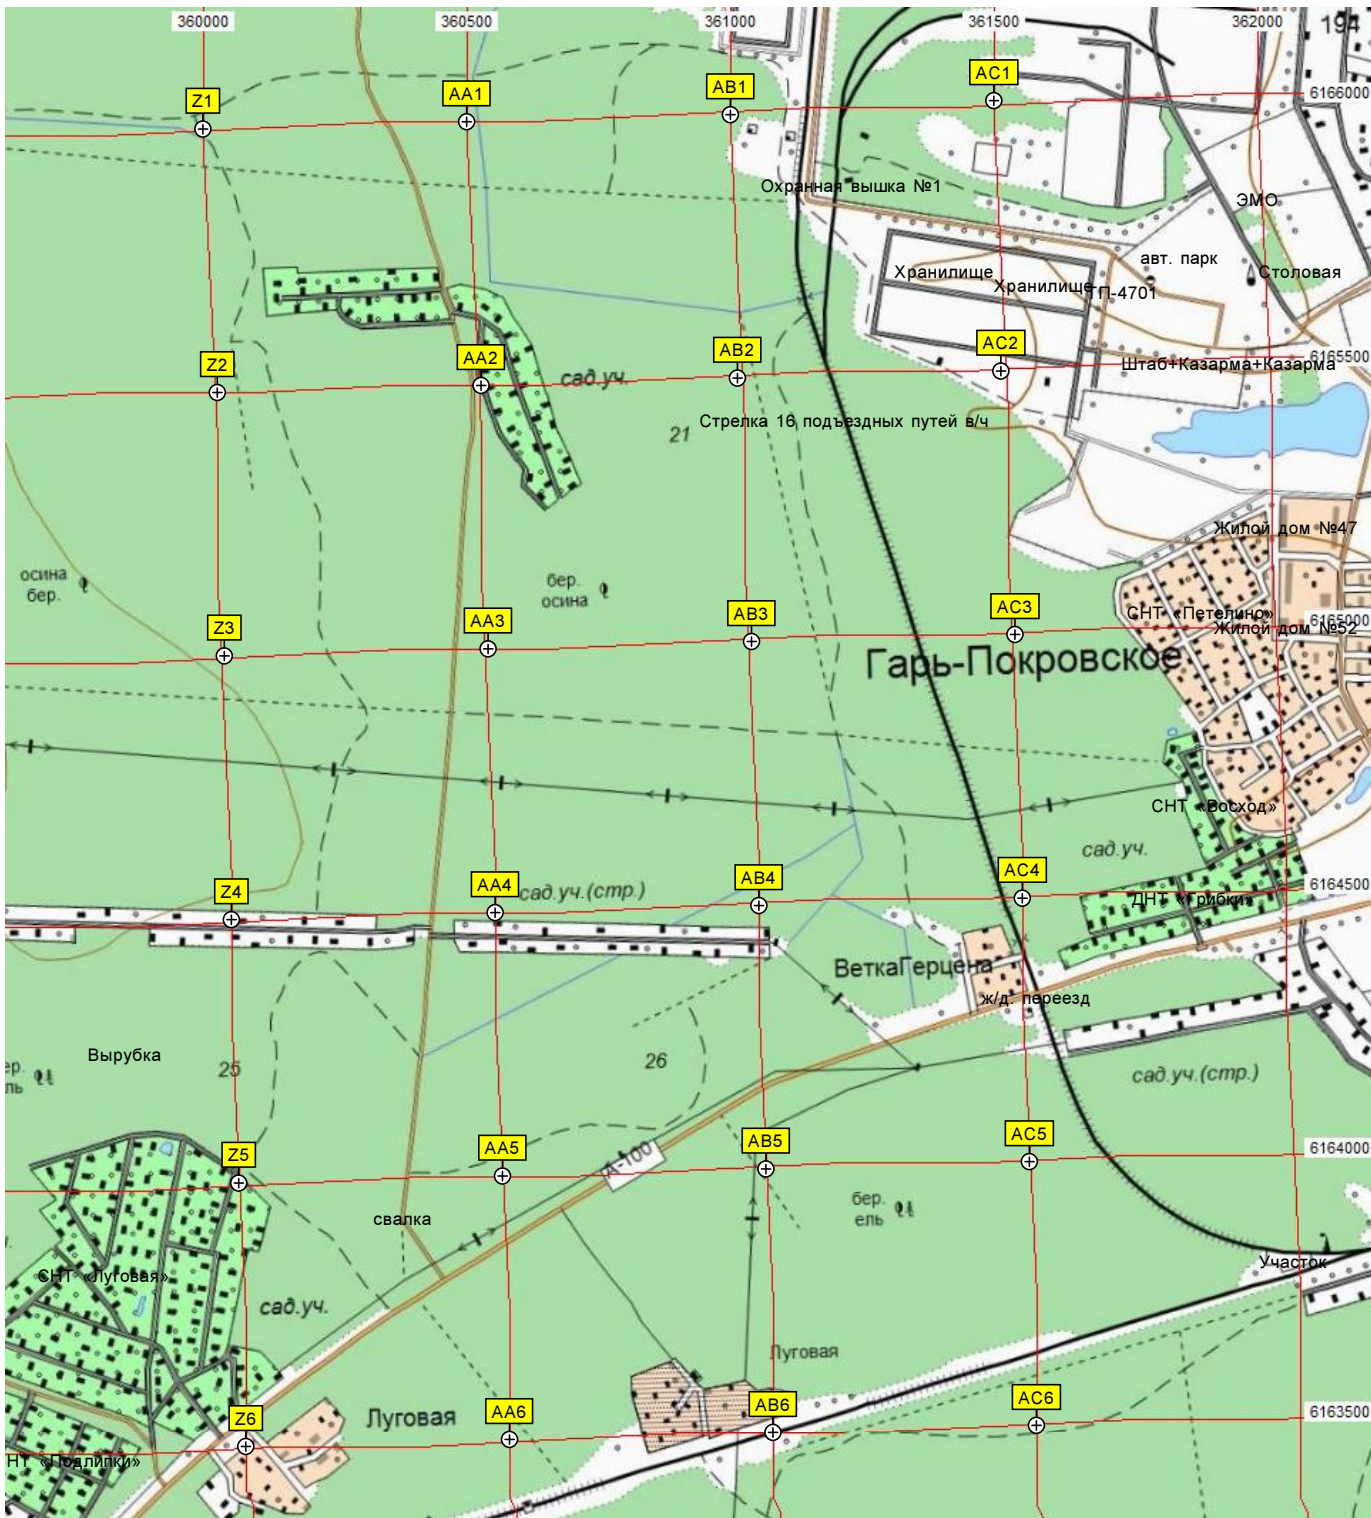 360000 360500 361000 361500 362000
194
Z1 AA1 AB1 AC1 6166000
Охранная вышка №1
ЭМО
авт. парк
Хранилище Столовая
Хранилище
ТП-4701
Z2 AA2 AB2 AC2 6165500
сад.уч. Штаб+Казарма+Казарма
21 Стрелка 16 подъездных путей в/ч
Жилой дом №47
осина
бер.
бер.
осина
Z3 AA3 AB3 AC3 6165000
СНТ «Петелино»
Жилой дом №52
Гарь-Покровское
СНТ «Восход»
сад.уч.
Z4 AA4 AB4 AC4 6164500
сад.уч.(стр.) ДНТ «Грибки»
ВеткаГерцена
ж/д. переезд
Вырубка
25 26
сад.уч.(стр.)
Z5 AA5 AB5 AC5 6164000
А-100
бер.
ель
свалка
СНТ «Луговая» Участок
сад.уч.
Луговая
Z6 AA6 AB6 AC6 6163500
Луговая
НТ «Подлипки»